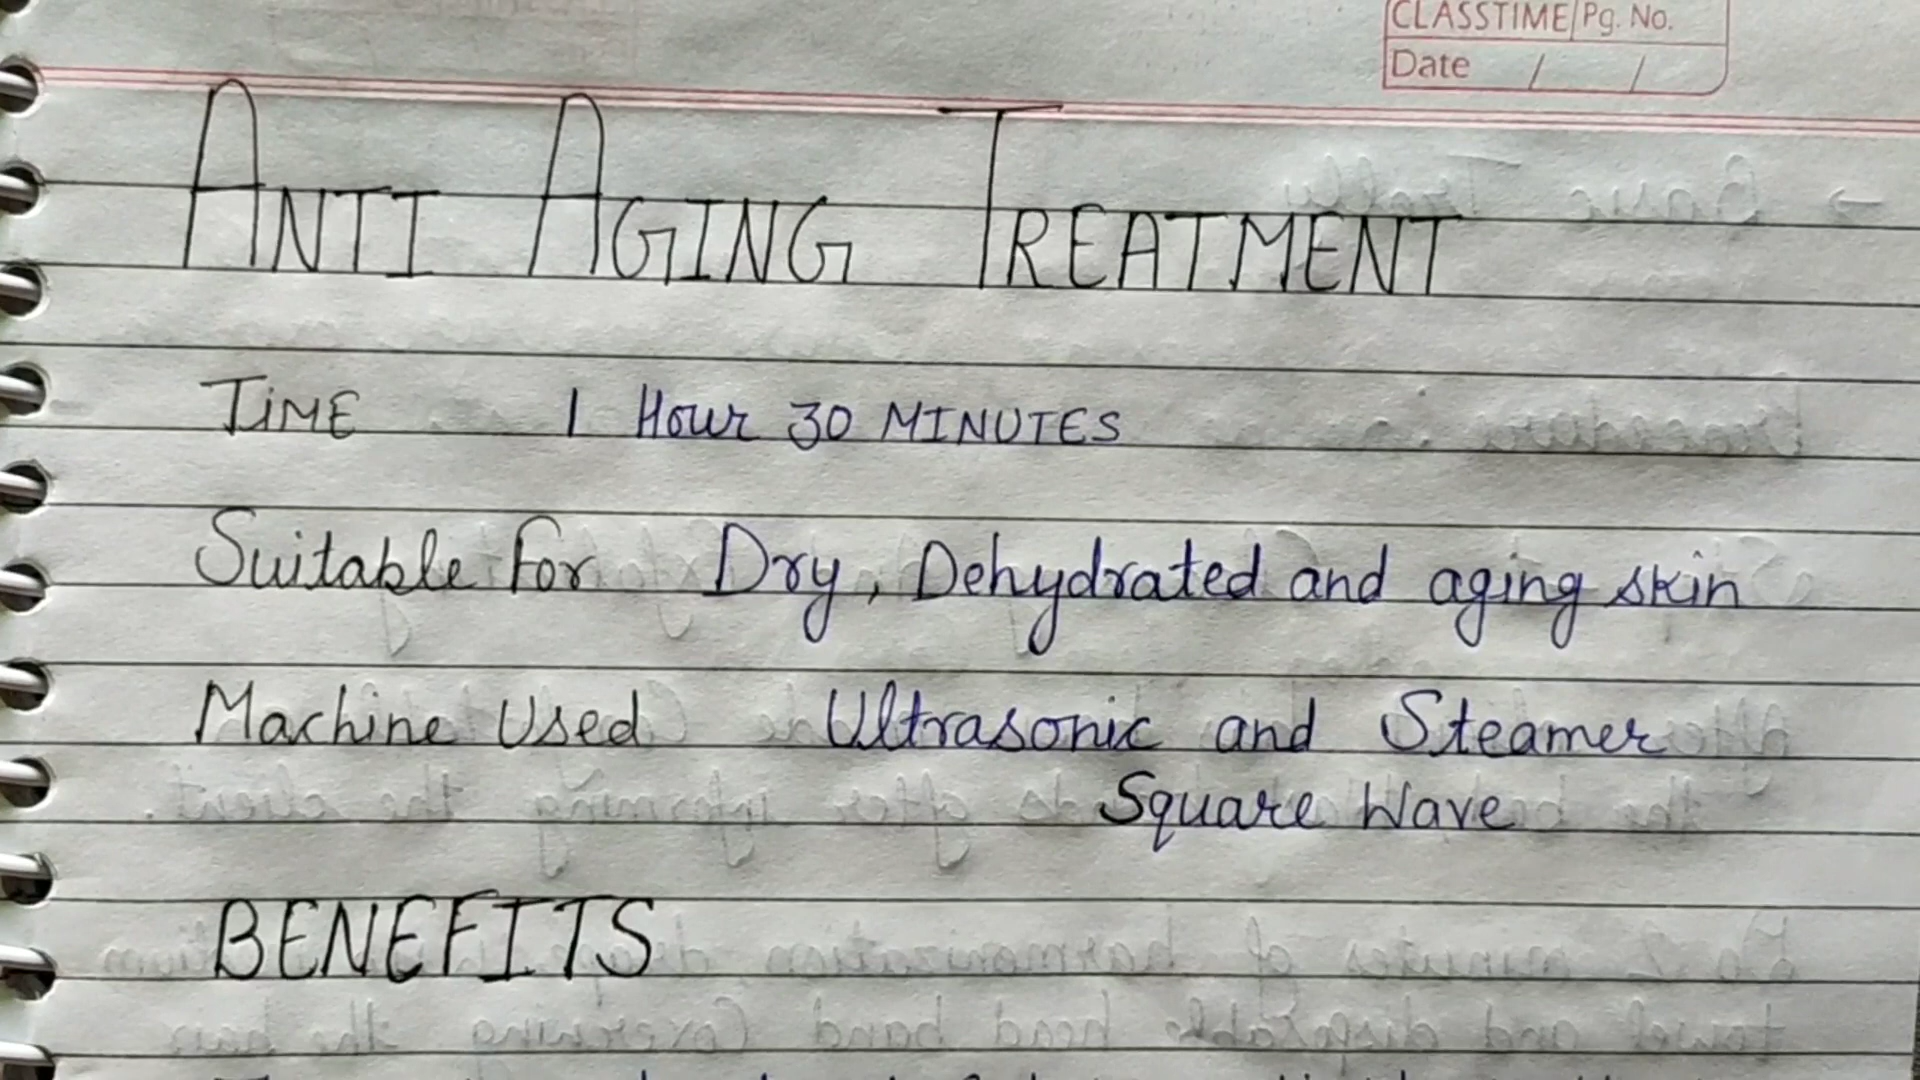 CLASSTIME Pg. No.
Date / /
ANTI AGING TREATMENT
TiME 1 Hour 30 MINUTES
Suitable For Dry, Dehydrated and aging skin
Machine Used Ultrasonic and Steamer
Square Wave
BENEFITS